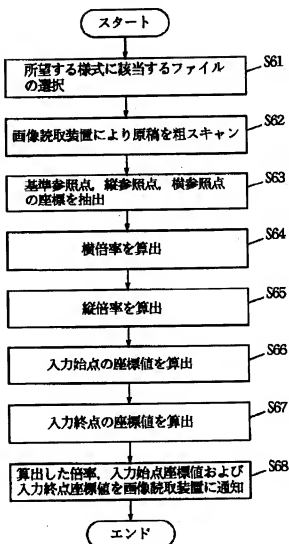 スタート
所望する様式に該当するファイル
の選択
S61
画像読取装置により原稿を粗スキャン
S62
基準参照点，縦参照点，横参照点
の座標を抽出
S63
横倍率を算出
S64
縦倍率を算出
S65
入力始点の座標値を算出
S66
入力終点の座標値を算出
S67
算出した倍率，入力始点座標値および
入力終点座標値を画像読取装置に通知
S68
エンド